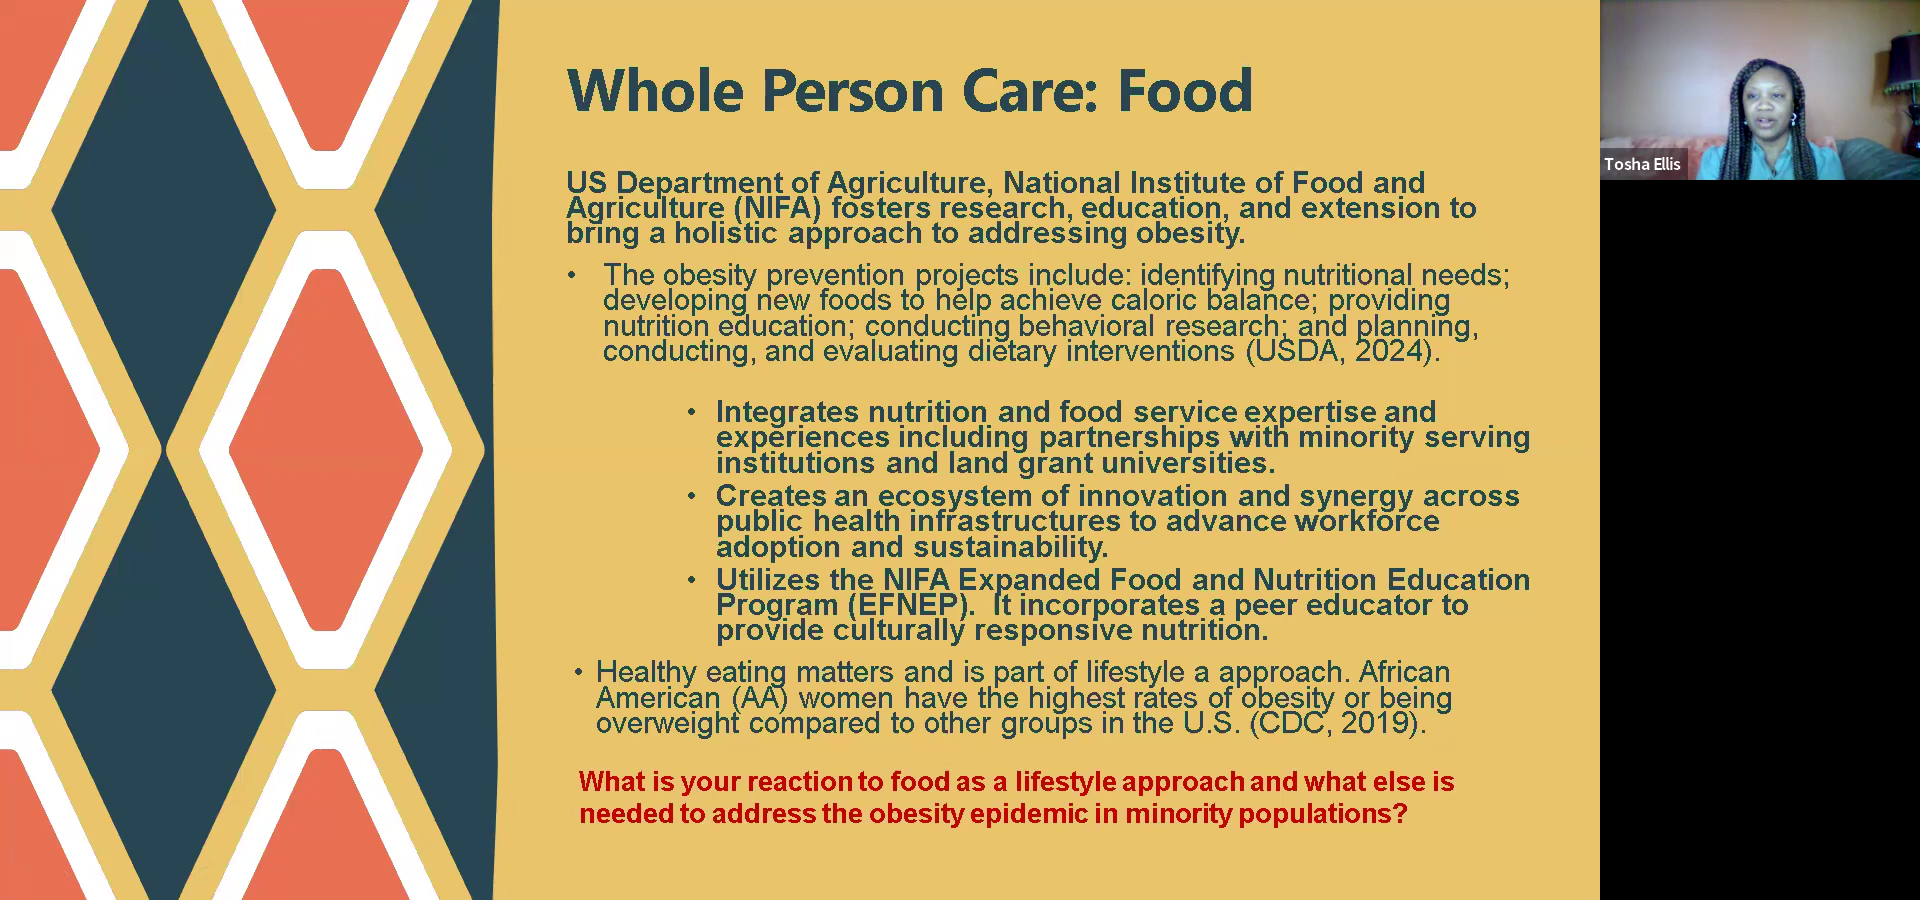 Whole Person Care: Food
US Department of Agriculture, National Institute of Food and
Agriculture (NIFA) fosters research, education, and extension to
bring a holistic approach to addressing obesity.
• The obesity prevention projects include: identifying nutritional needs;
developing new foods to help achieve caloric balance; providing
nutrition education; conducting behavioral research; and planning,
conducting, and evaluating dietary interventions (USDA, 2024).
• Integrates nutrition and food service expertise and
experiences including partnerships with minority serving
institutions and land grant universities.
• Creates an ecosystem of innovation and synergy across
public health infrastructures to advance workforce
adoption and sustainability.
• Utilizes the NIFA Expanded Food and Nutrition Education
Program (EFNEP). It incorporates a peer educator to
provide culturally responsive nutrition.
• Healthy eating matters and is part of lifestyle a approach. African
American (AA) women have the highest rates of obesity or being
overweight compared to other groups in the U.S. (CDC, 2019).
What is your reaction to food as a lifestyle approach and what else is
needed to address the obesity epidemic in minority populations?
Tosha Ellis